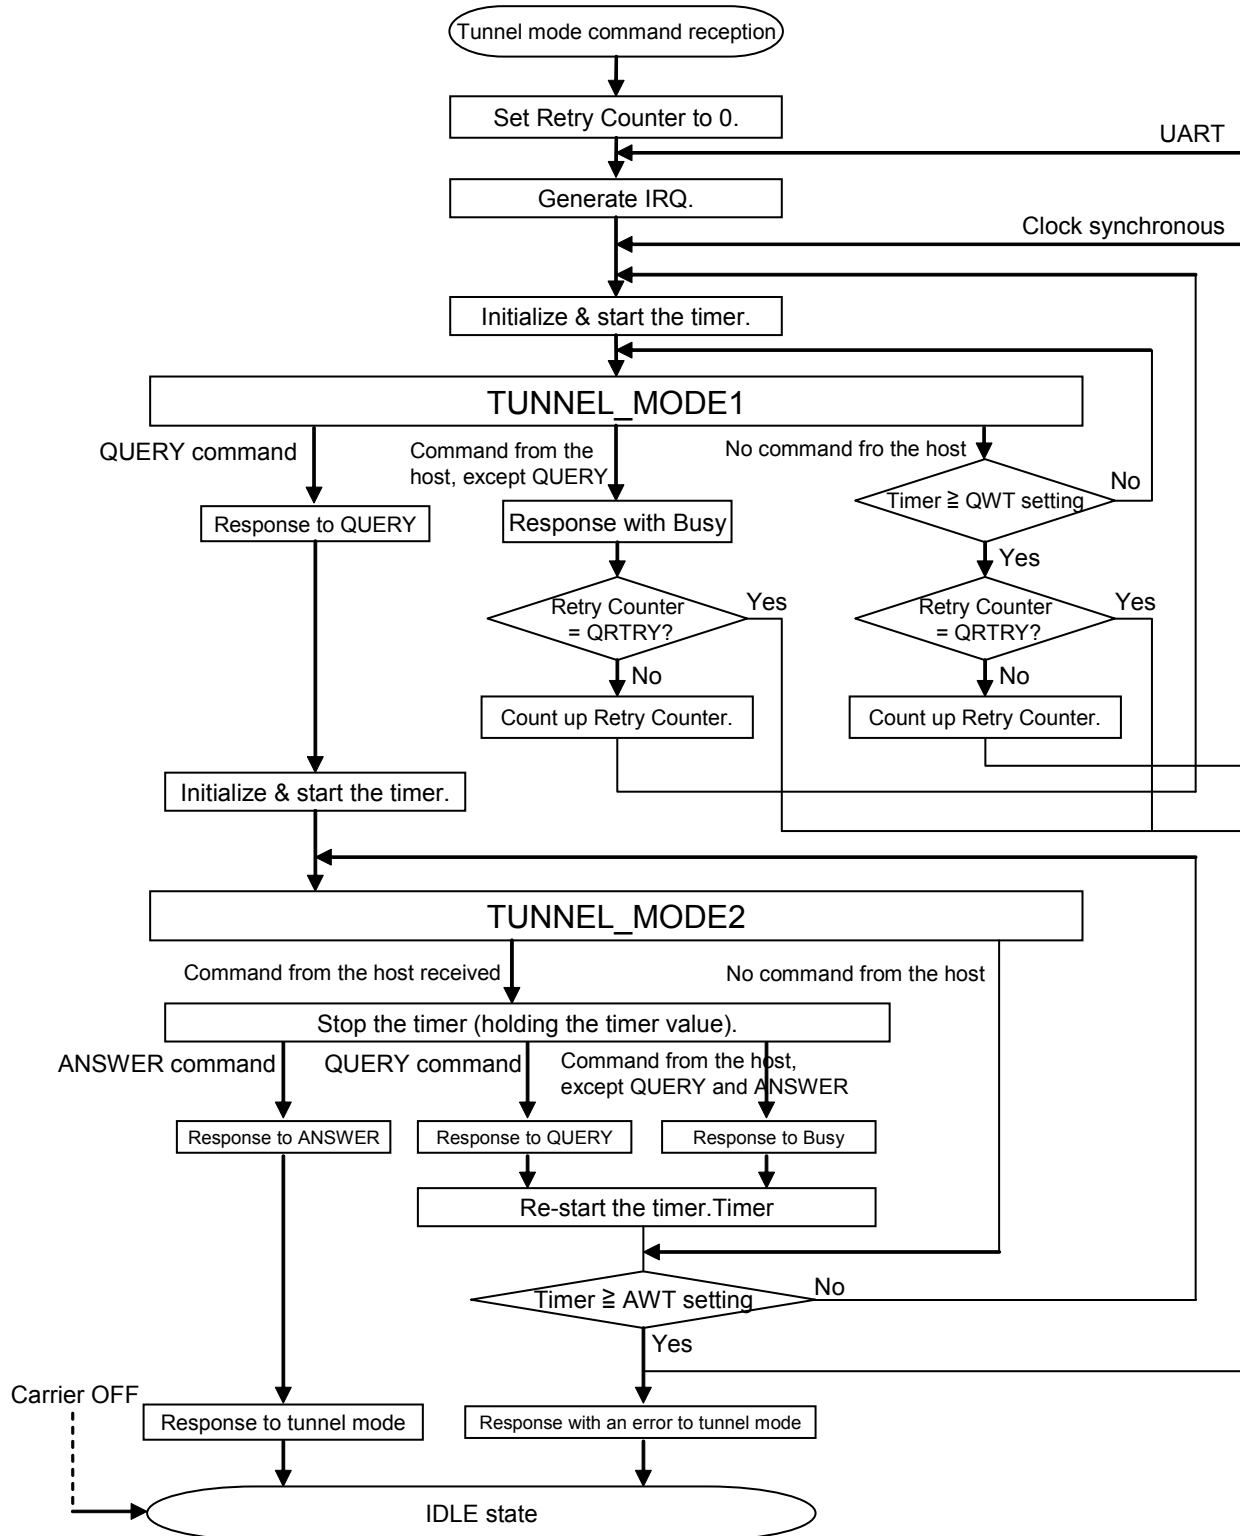 Tunnel mode command reception
Set Retry Counter to 0.
UART
Generate IRQ.
Clock synchronous
Initialize & start the timer.
TUNNEL_MODE1
QUERY command
Command from the
host, except QUERY
No command fro the host
No
Timer ≧ QWT setting
Response to QUERY
Response with Busy
Yes
Retry Counter
= QRTRY?
Yes
Retry Counter
= QRTRY?
Yes
No
No
Count up Retry Counter.
Count up Retry Counter.
Initialize & start the timer.
TUNNEL_MODE2
Command from the host received
No command from the host
Stop the timer (holding the timer value).
ANSWER command
QUERY command
Command from the host,
except QUERY and ANSWER
Response to ANSWER
Response to QUERY
Response to Busy
Re-start the timer.Timer
Timer ≧ AWT setting
No
Yes
Carrier OFF
Response to tunnel mode
Response with an error to tunnel mode
IDLE state